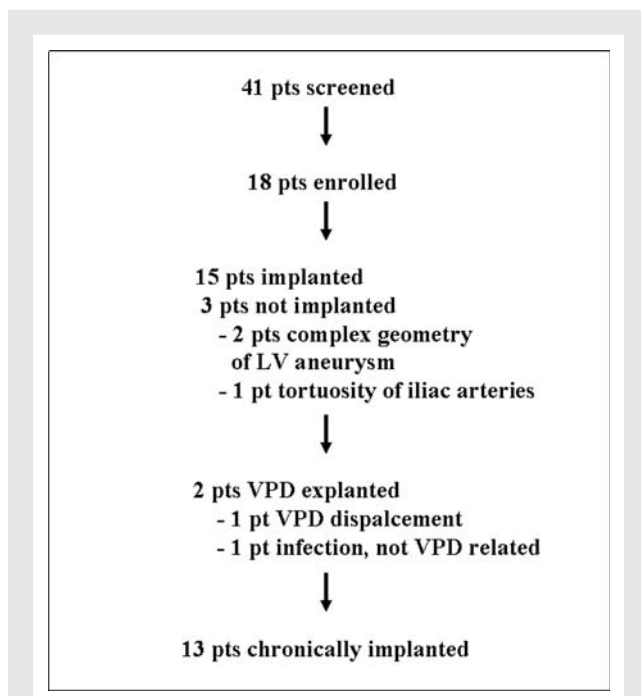 41 pts screened
18 pts enrolled
15 pts implanted
3 pts not implanted
- 2 pts complex geometry
of LV aneurysm
- 1 pt tortuosity of iliac arteries
2 pts VPD explanted
- 1 pt VPD dispalcement
- 1 pt infection, not VPD related
13 pts chronically implanted